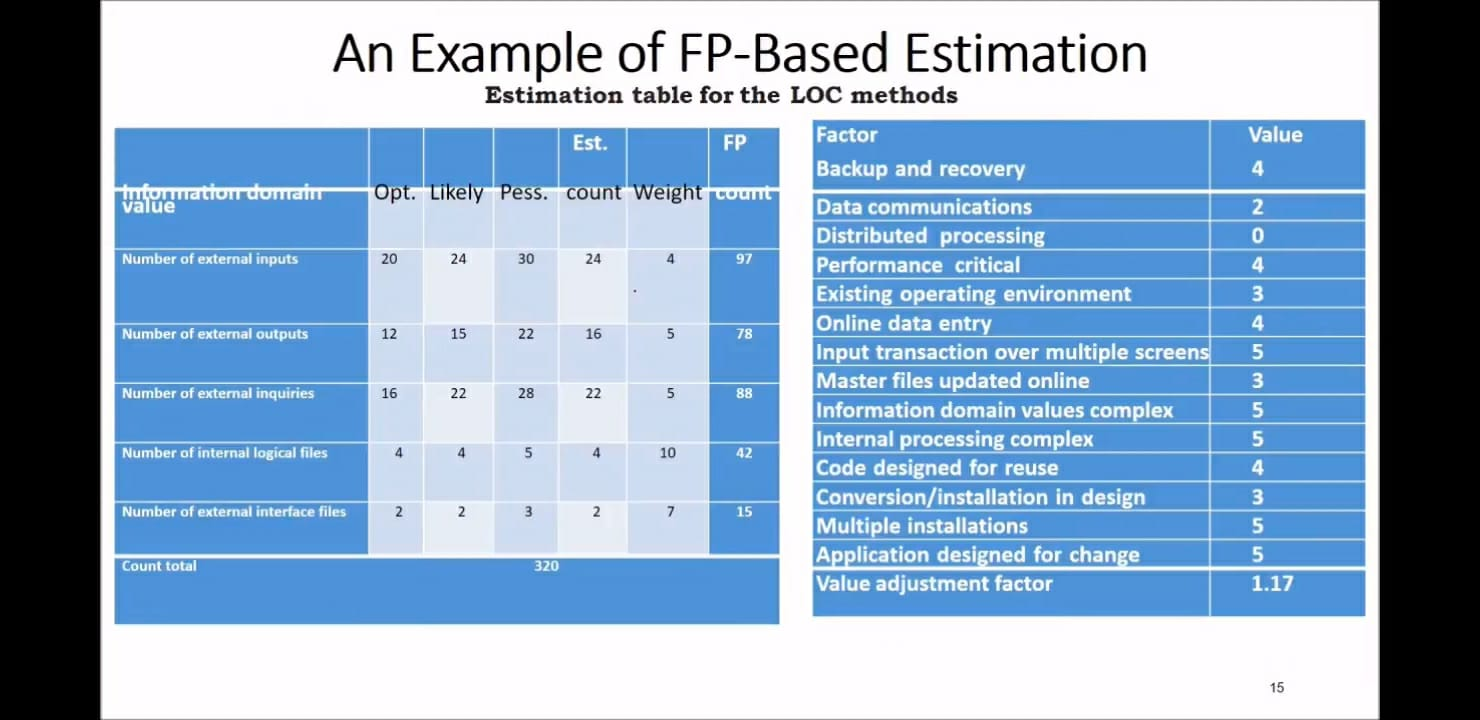 An Example of FP-Based Estimation
Estimation table for the LOC methods
Information domain value Opt. Likely Pess. Est. count Weight FP count
Number of external inputs 20 24 30 24 4 97
Number of external outputs 12 15 22 16 5 78
Number of external inquiries 16 22 28 22 5 88
Number of internal logical files 4 4 5 4 10 42
Number of external interface files 2 2 3 2 7 15
Count total 320
Factor Value
Backup and recovery 4
Data communications 2
Distributed processing 0
Performance critical 4
Existing operating environment 3
Online data entry 4
Input transaction over multiple screens 5
Master files updated online 3
Information domain values complex 5
Internal processing complex 5
Code designed for reuse 4
Conversion/installation in design 3
Multiple installations 5
Application designed for change 5
Value adjustment factor 1.17
15